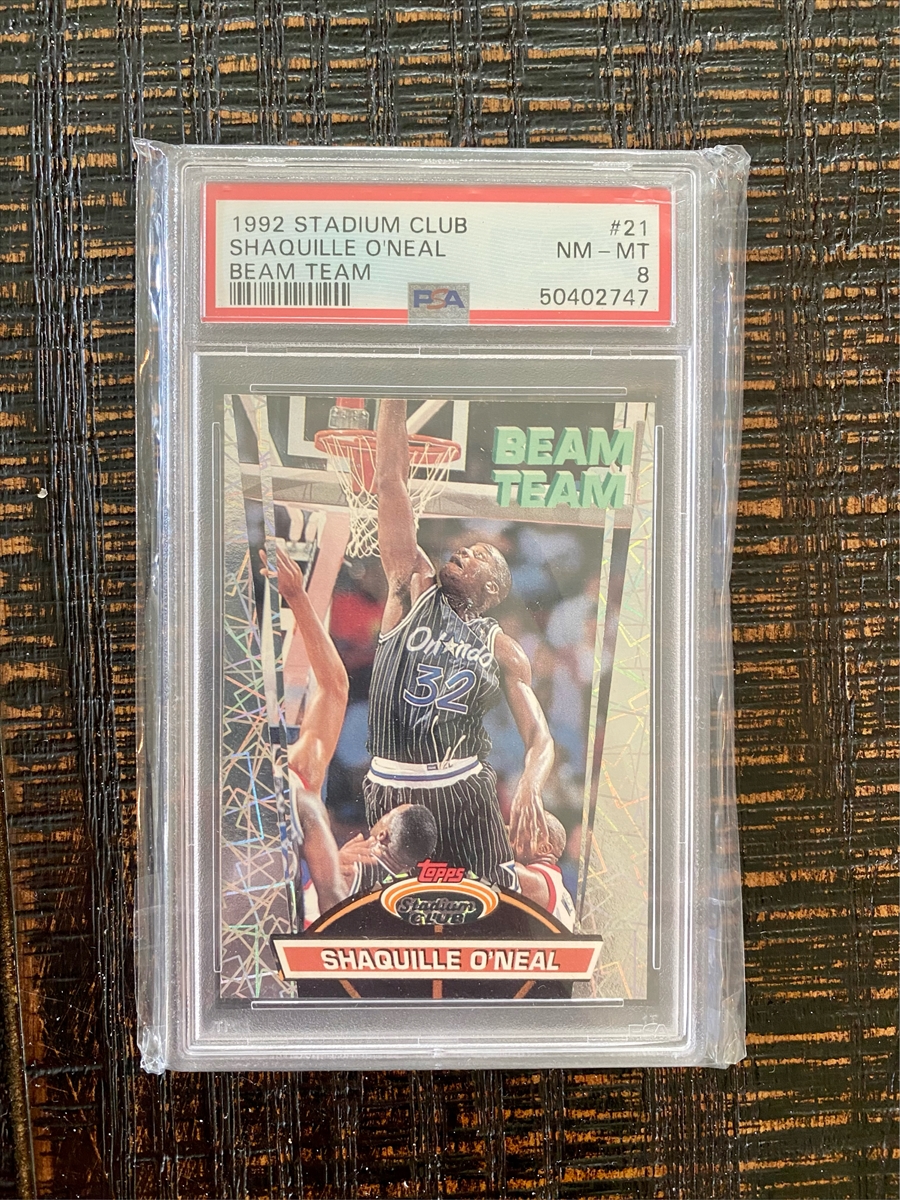 1992 STADIUM CLUB #21
SHAQUILLE O'NEAL NM - MT
BEAM TEAM 8
PSA 50402747
BEAM
TEAM
Orlando
32
TOPPS
Stadium
CLUB
SHAQUILLE O'NEAL
PSA